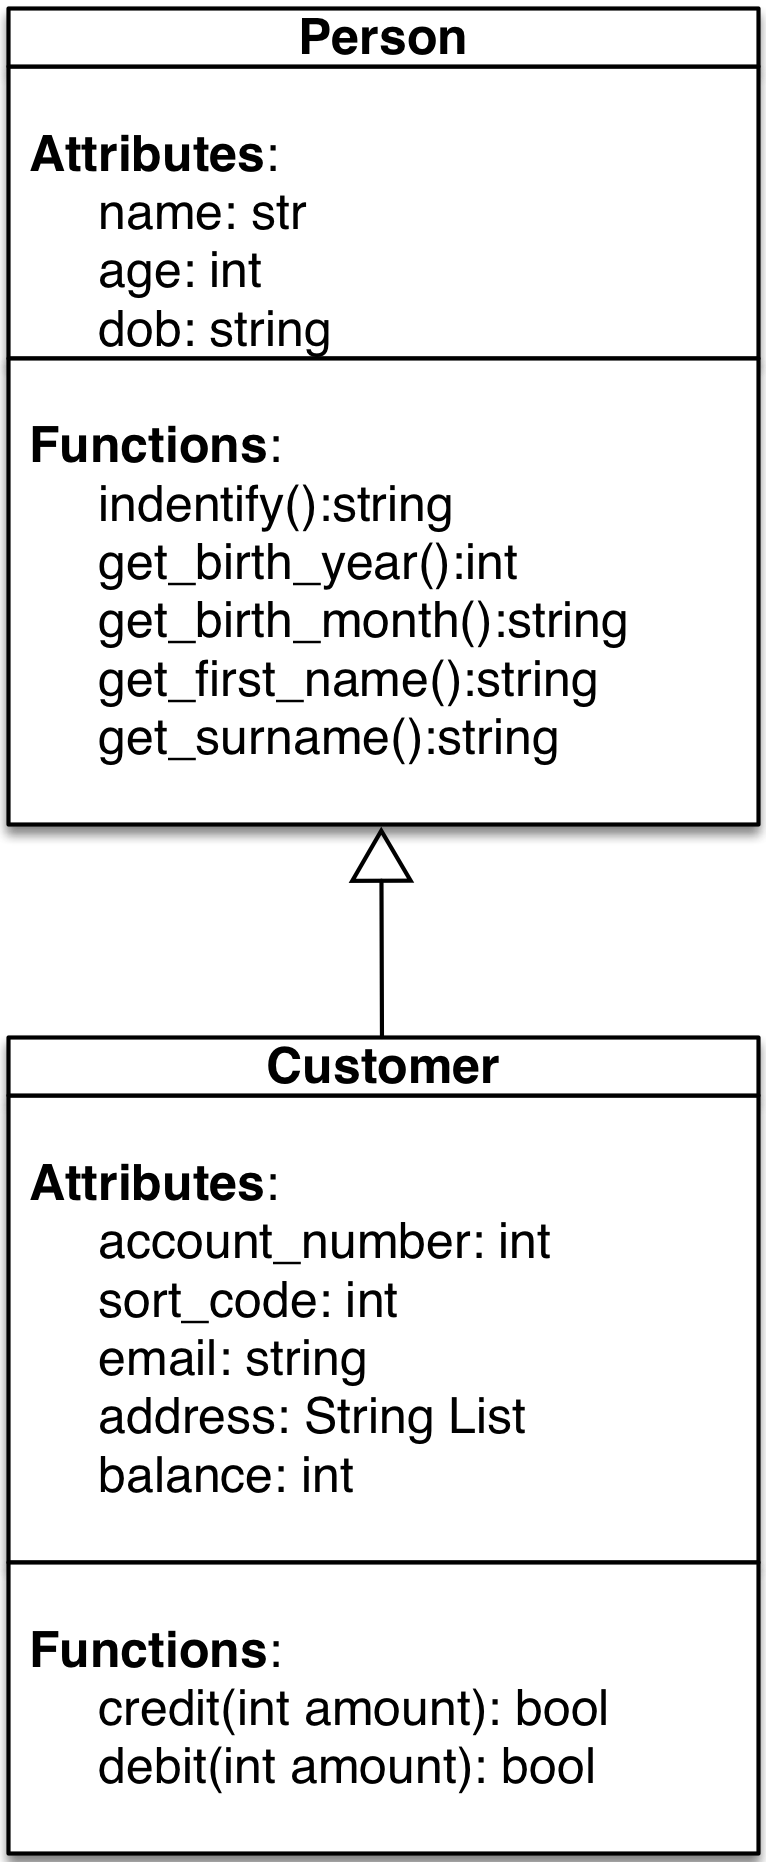 Person
Attributes:
name: str
age: int
dob: string
Functions:
indentify():string
get_birth_year():int
get_birth_month():string
get_first_name():string
get_surname():string
Customer
Attributes:
account_number: int
sort_code: int
email: string
address: String List
balance: int
Functions:
credit(int amount): bool
debit(int amount): bool